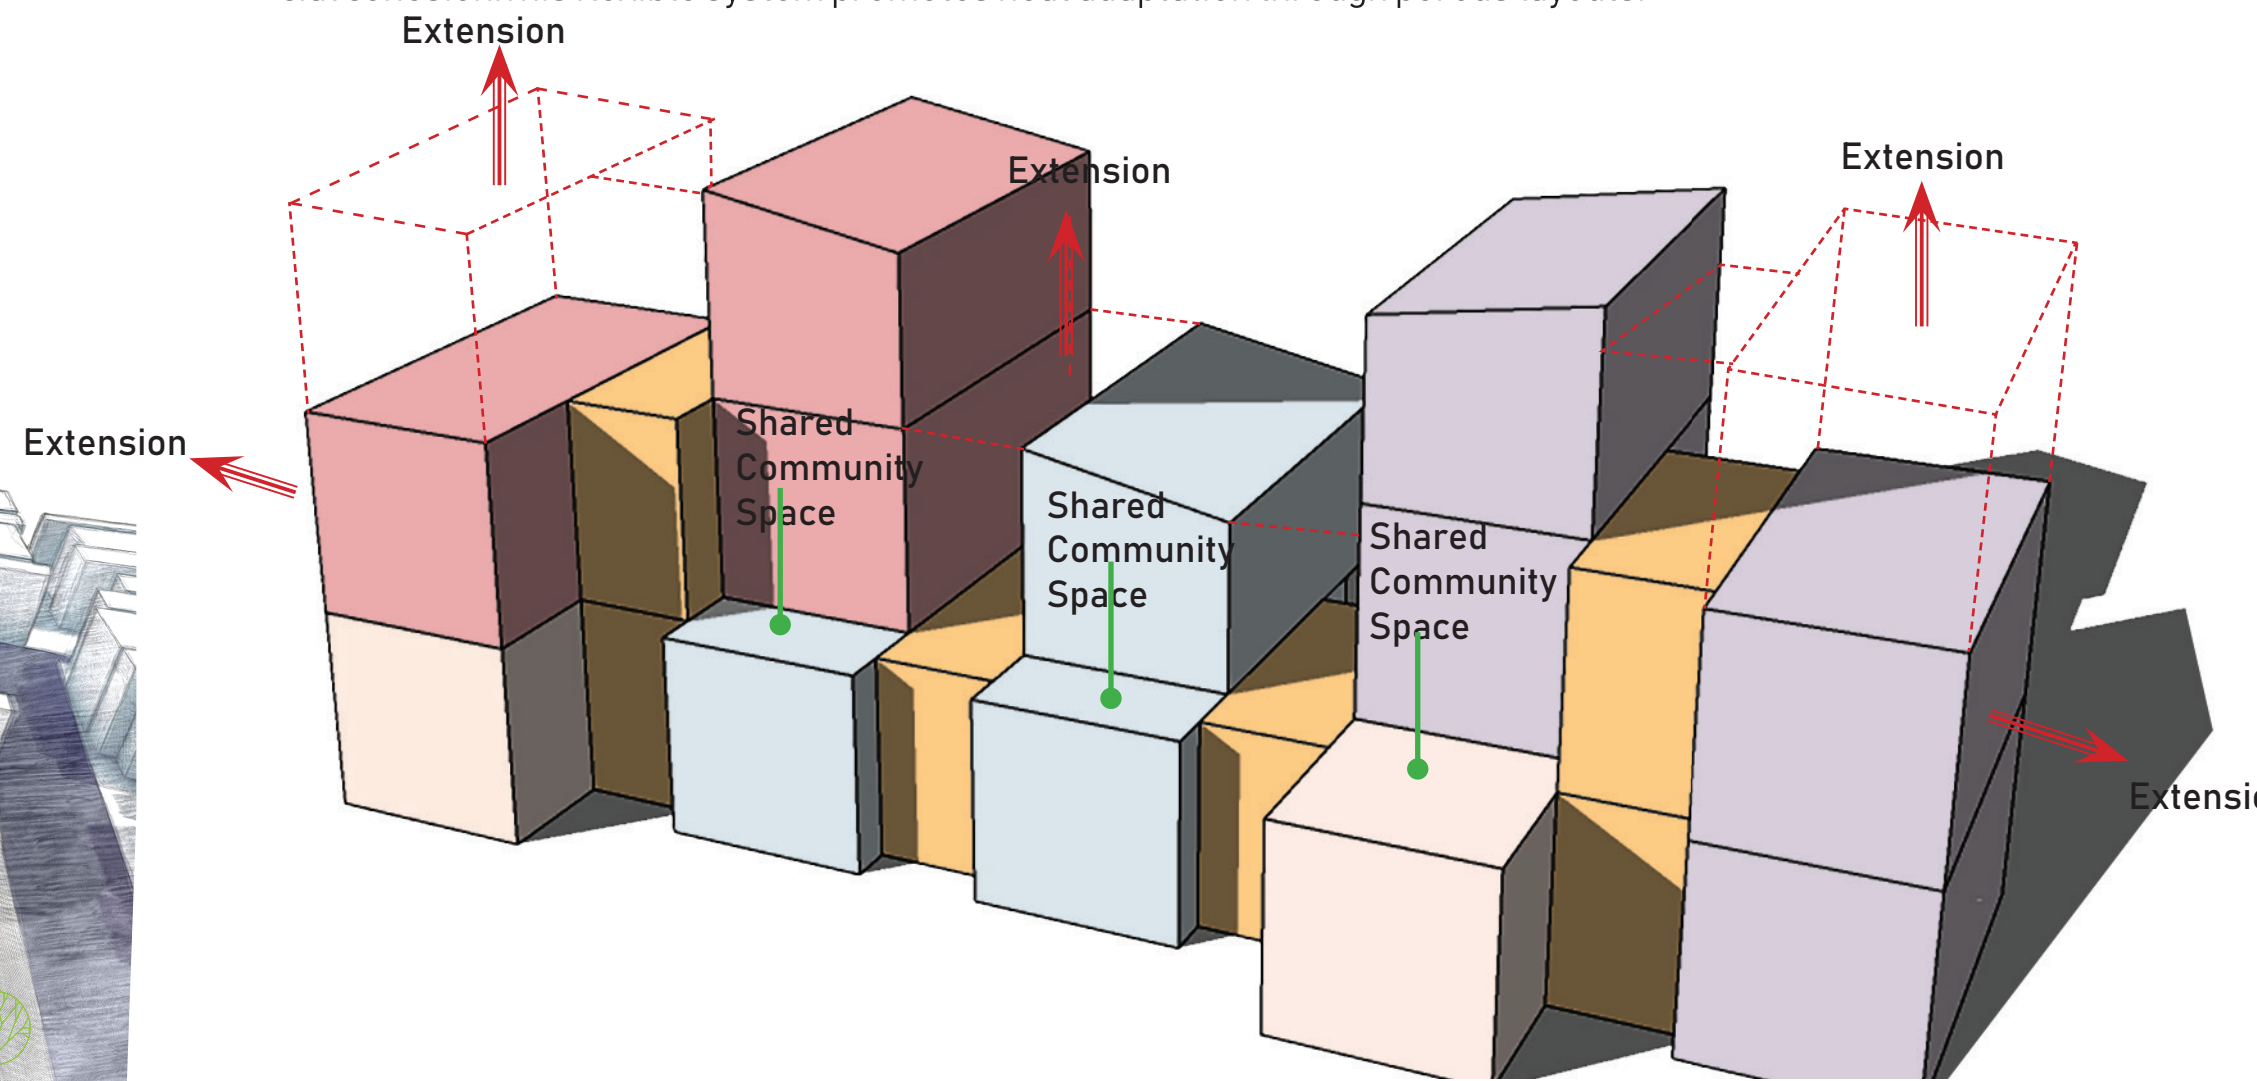 Extension
Extension
Extension
Extension
Shared
Community
Space
Shared
Community
Space
Shared
Community
Space